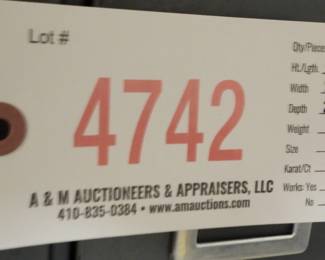 Lot #
4742
A & M AUCTIONEERS & APPRAISERS, LLC
410-835-0384 • www.amauctions.com
Qty/Pieces
Ht./Lgth.
Width
Depth
Weight
Size
Karat/Ct
Works: Yes
No